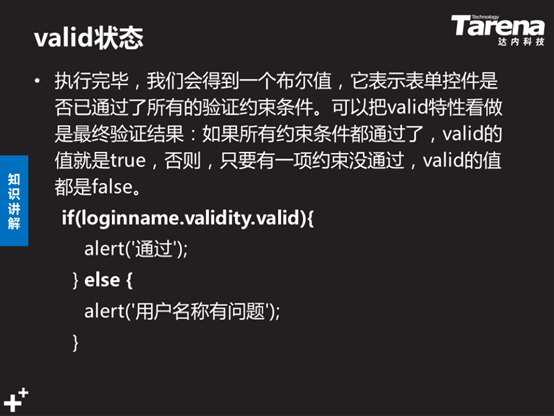 valid状态
Technology
Tarena
达内科技
• 执行完毕，我们会得到一个布尔值，它表示表单控件是
否已通过了所有的验证约束条件。可以把valid特性看做
是最终验证结果：如果所有约束条件都通过了，valid的
值就是true，否则，只要有一项约束没通过，valid的值
都是false。
if(loginname.validity.valid){
alert('通过');
} else {
alert('用户名称有问题');
}
知识讲解